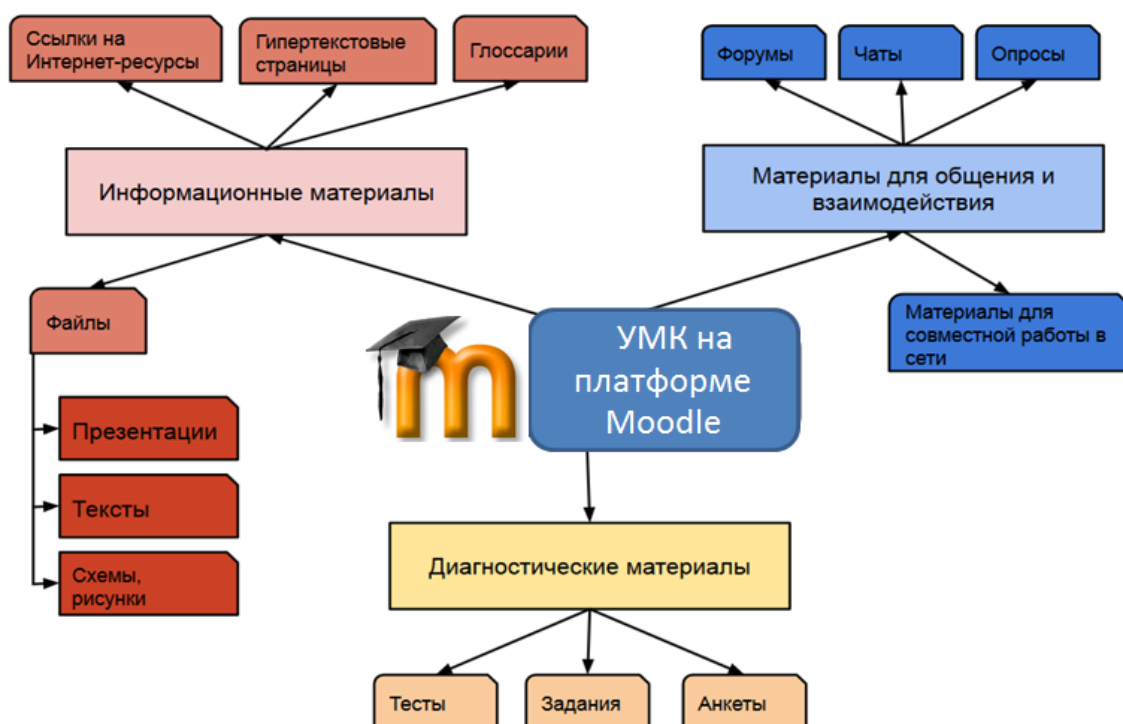 Ссылки на
Интернет-ресурсы
Гипертекстовые
страницы
Глоссарии
Форумы
Чаты
Опросы
Информационные материалы
Материалы для общения и
взаимодействия
Файлы
Материалы для
совместной работы в
сети
m
УМК на
платформе
Moodle
Презентации
Тексты
Схемы,
рисунки
Диагностические материалы
Тесты
Задания
Анкеты